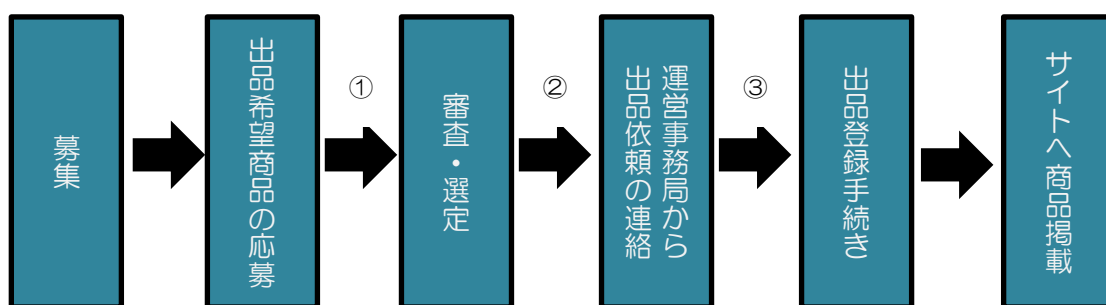 募集
出品希望商品の応募
①
審査・選定
②
運営事務局から
出品依頼の連絡
③
出品登録手続き
サイトへ商品掲載